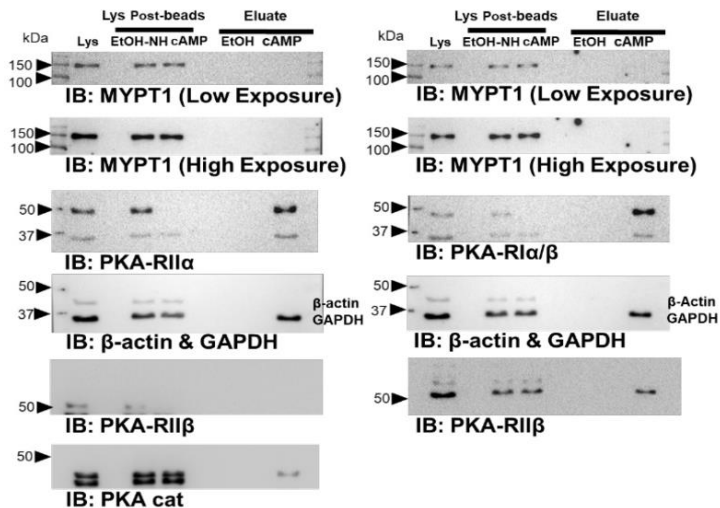 Lys Post-beads Eluate
kDa Lys EtOH-NH cAMP EtOH cAMP
150
100
IB: MYPT1 (Low Exposure)
150
100
IB: MYPT1 (High Exposure)
50
37
IB: PKA-RIIα
50
37
β-actin
GAPDH
IB: β-actin & GAPDH
50
IB: PKA-RIIβ
50
IB: PKA cat
Lys Post-beads Eluate
kDa Lys EtOH-NH cAMP EtOH cAMP
150
100
IB: MYPT1 (Low Exposure)
150
100
IB: MYPT1 (High Exposure)
50
37
IB: PKA-RIα/β
50
37
β-Actin
GAPDH
IB: β-actin & GAPDH
50
IB: PKA-RIIβ